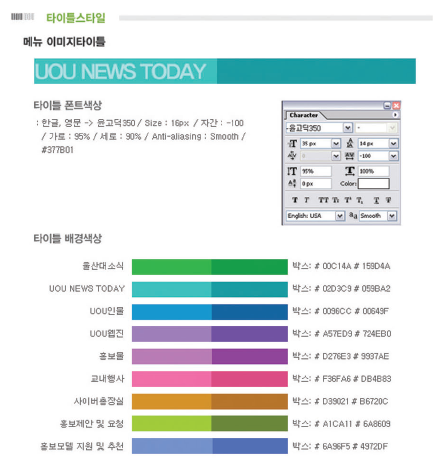 타이틀스타일
메뉴 이미지타이틀
UOU NEWS TODAY
타이틀 폰트색상
: 한글, 영문 -> 윤고딕350 / Size : 16px / 자간 : -100
/ 가로 : 95% / 세로 : 90% / Anti-aliasing : Smooth /
#377B01
Character
윤고딕350 -
35 px 34 px
0 -100
95% 100%
0 px Color:
T T TT Tt T¹ T, T T
English: USA aa Smooth
타이틀 배경색상
울산대소식 박스: # 00C14A # 159D4A
UOU NEWS TODAY 박스: # 02D3C9 # 059BA2
UOU인물 박스: # 0096CC # 00649F
UOU웹진 박스: # A57ED9 # 724EB0
홍보물 박스: # D276E3 # 9937AE
교내행사 박스: # F36FA6 # DB4B83
사이버홍장실 박스: # D39021 # B6720C
홍보제안 및 요청 박스: # A1CA11 # 6A8609
홍보모델 지원 및 추천 박스: # 6A96F5 # 4972DF